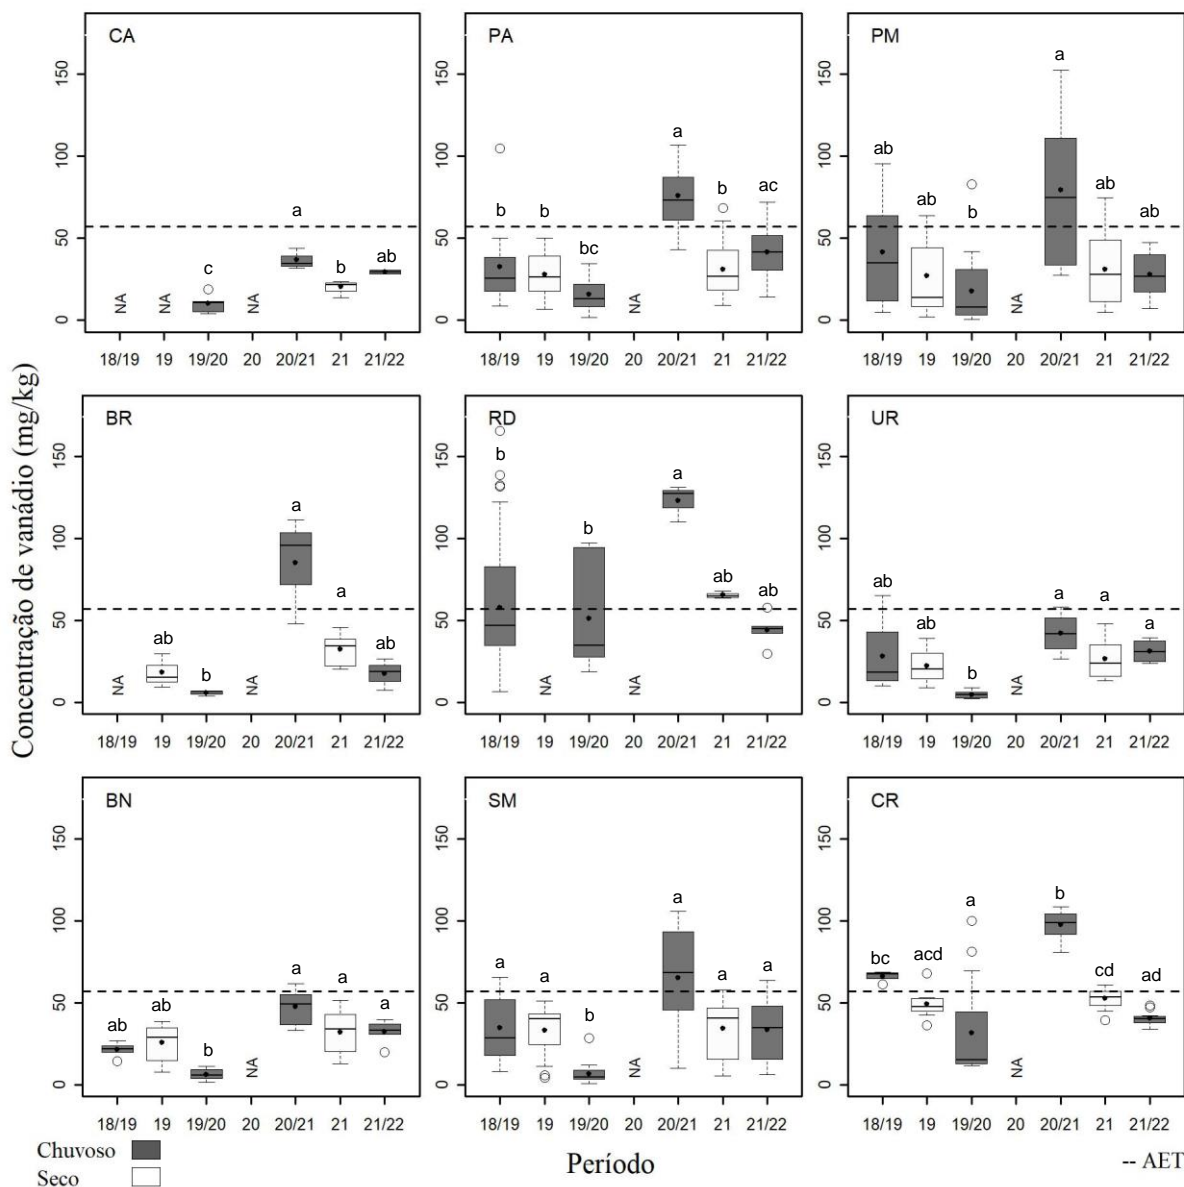 CA
PA
PM
150
100
50
0
c
a
b
ab
NA
NA
NA
18/19 19 19/20 20 20/21 21 21/22
150
100
50
0
b
b
bc
a
b
ac
NA
18/19 19 19/20 20 20/21 21 21/22
150
100
50
0
ab
ab
b
a
ab
ab
NA
18/19 19 19/20 20 20/21 21 21/22
Concentração de vanádio (mg/kg)
BR
RD
UR
150
100
50
0
ab
b
a
a
ab
NA
NA
18/19 19 19/20 20 20/21 21 21/22
150
100
50
0
b
b
a
ab
ab
NA
NA
18/19 19 19/20 20 20/21 21 21/22
150
100
50
0
ab
ab
b
a
a
a
NA
18/19 19 19/20 20 20/21 21 21/22
BN
SM
CR
150
100
50
0
ab
ab
b
a
a
a
NA
18/19 19 19/20 20 20/21 21 21/22
150
100
50
0
a
a
b
a
a
a
NA
18/19 19 19/20 20 20/21 21 21/22
150
100
50
0
bc
acd
a
b
cd
ad
NA
18/19 19 19/20 20 20/21 21 21/22
Chuvoso
Seco
Período
-- AET